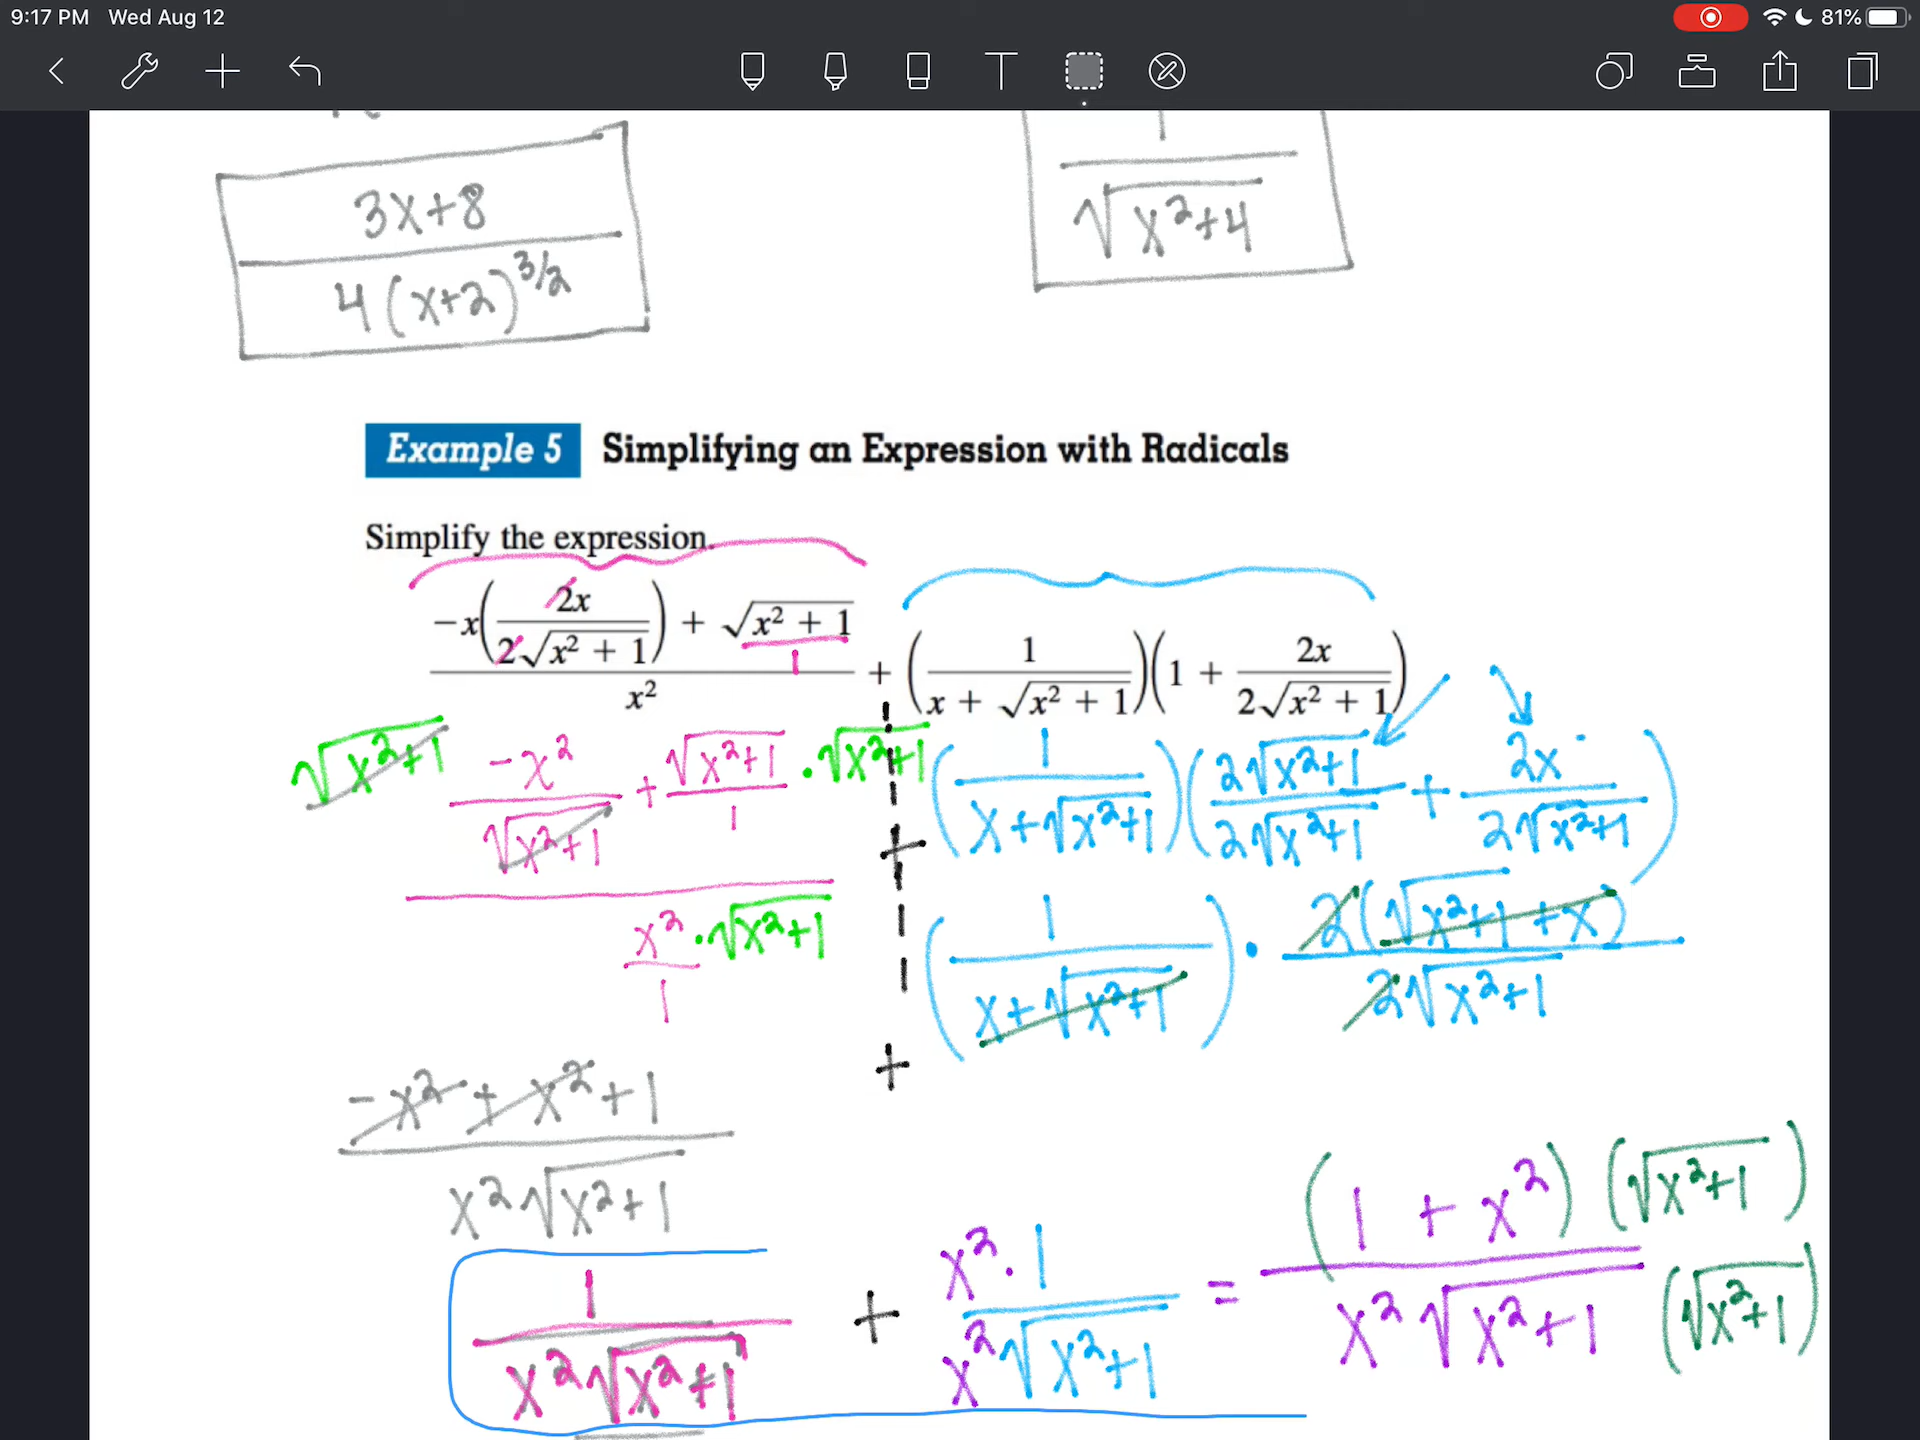 9:17 PM Wed Aug 12 81%
3x+8
4(x+2)^3/2
√x²+4
Example 5 Simplifying an Expression with Radicals
Simplify the expression.
-x(2x / 2√x² + 1) + √x² + 1 / 1
x²
+ (1 / x + √x² + 1)(1 + 2x / 2√x² + 1)
√x²+1 -x² / √x²+1 + √x²+1 / 1 · √x²+1
x² / 1 · √x²+1
+ (1 / x+√x²+1)(2√x²+1 / 2√x²+1 + 2x / 2√x²+1)
(1 / x+√x²+1) · 2(√x²+1 +x) / 2√x²+1
+
-x² + x² +1
x²√x²+1
1 / x²√x²+1 + x² · 1 / x²√x²+1 = (1 + x²)(√x²+1) / x²√x²+1 (√x²+1)